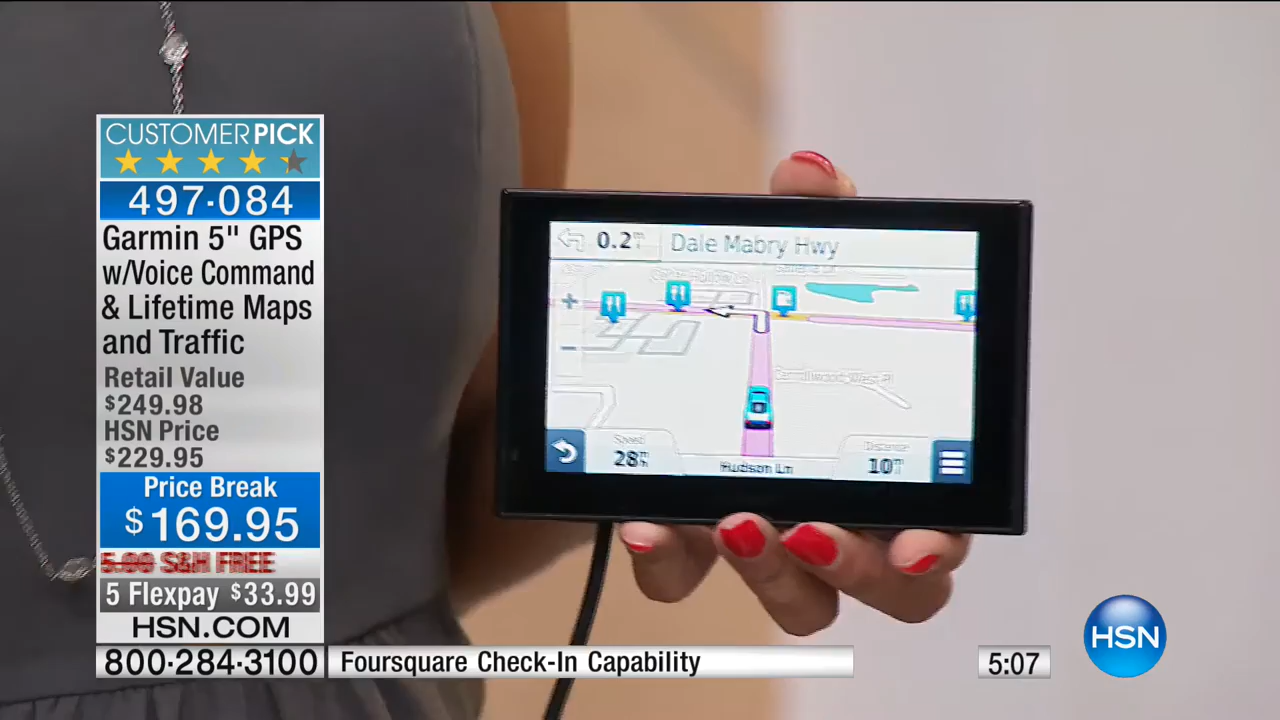 CUSTOMERPICK
497·084
Garmin 5" GPS
w/Voice Command
& Lifetime Maps
and Traffic
Retail Value
$249.98
HSN Price
$229.95
Price Break
$169.95
5.00 S&H FREE
5 Flexpay $33.99
HSN.COM
800·284·3100
Foursquare Check-In Capability
5:07
HSN
0.2
Dale Mabry Hwy
Speed
28
Hudson Ln
Distance
10